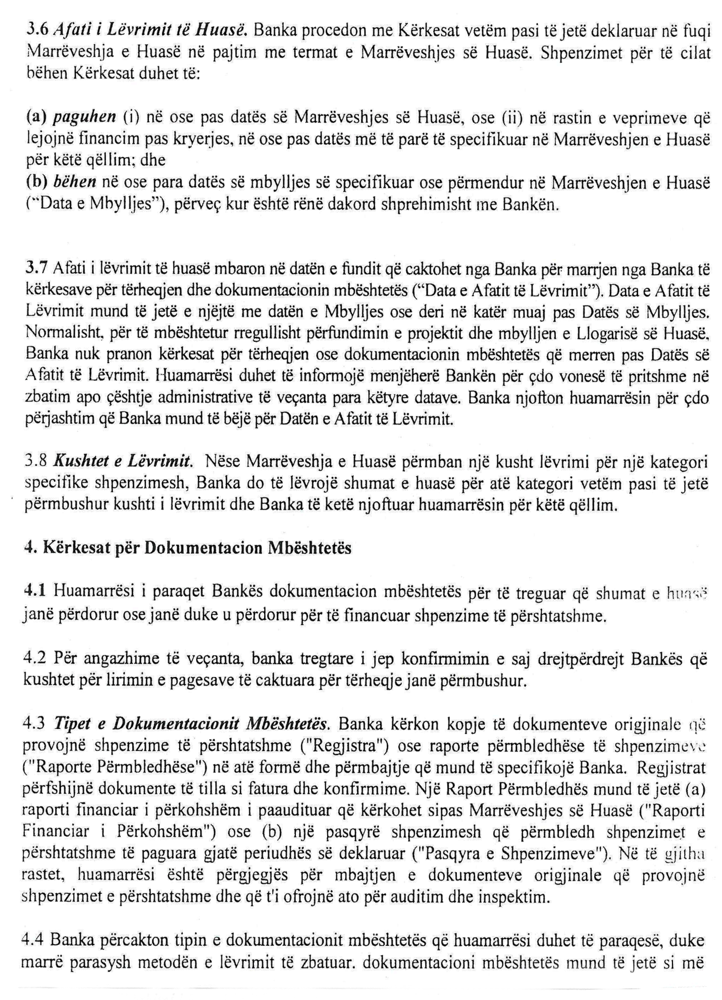 3.6 Afati i Lëvrimit të Huasë. Banka procedon me Kërkesat vetëm pasi të jetë deklaruar në fuqi
Marrëveshja e Huasë në pajtim me termat e Marrëveshjes së Huasë. Shpenzimet për të cilat
bëhen Kërkesat duhet të:
(a) paguhen (i) në ose pas datës së Marrëveshjes së Huasë, ose (ii) në rastin e veprimeve që
lejojnë financim pas kryerjes, në ose pas datës më të parë të specifikuar në Marrëveshjen e Huasë
për këtë qëllim; dhe
(b) bëhen në ose para datës së mbylljes së specifikuar ose përmendur në Marrëveshjen e Huasë
(“Data e Mbylljes”), përveç kur është rënë dakord shprehimisht me Bankën.
3.7 Afati i lëvrimit të huasë mbaron në datën e fundit që caktohet nga Banka për marrjen nga Banka të
kërkesave për tërheqjen dhe dokumentacionin mbështetës (“Data e Afatit të Lëvrimit”). Data e Afatit të
Lëvrimit mund të jetë e njëjtë me datën e Mbylljes ose deri në katër muaj pas Datës së Mbylljes.
Normalisht, për të mbështetur rregullisht përfundimin e projektit dhe mbylljen e Llogarisë së Huasë,
Banka nuk pranon kërkesat për tërheqjen ose dokumentacionin mbështetës që merren pas Datës së
Afatit të Lëvrimit. Huamarrësi duhet të informojë menjëherë Bankën për çdo vonesë të pritshme në
zbatim apo çështje administrative të veçanta para këtyre datave. Banka njofton huamarrësin për çdo
përjashtim që Banka mund të bëjë për Datën e Afatit të Lëvrimit.
3.8 Kushtet e Lëvrimit. Nëse Marrëveshja e Huasë përmban një kusht lëvrimi për një kategori
specifike shpenzimesh, Banka do të lëvrojë shumat e huasë për atë kategori vetëm pasi të jetë
përmbushur kushti i lëvrimit dhe Banka të ketë njoftuar huamarrësin për këtë qëllim.
4. Kërkesat për Dokumentacion Mbështetës
4.1 Huamarrësi i paraqet Bankës dokumentacion mbështetës për të treguar që shumat e huasë
janë përdorur ose janë duke u përdorur për të financuar shpenzime të përshtatshme.
4.2 Për angazhime të veçanta, banka tregtare i jep konfirmimin e saj drejtpërdrejt Bankës që
kushtet për lirimin e pagesave të caktuara për tërheqje janë përmbushur.
4.3 Tipet e Dokumentacionit Mbështetës. Banka kërkon kopje të dokumenteve origjinale që
provojnë shpenzime të përshtatshme ("Regjistra") ose raporte përmbledhëse të shpenzimeve
("Raporte Përmbledhëse") në atë formë dhe përmbajtje që mund të specifikojë Banka. Regjistrat
përfshijnë dokumente të tilla si fatura dhe konfirmime. Një Raport Përmbledhës mund të jetë (a)
raporti financiar i përkohshëm i paaudituar që kërkohet sipas Marrëveshjes së Huasë ("Raporti
Financiar i Përkohshëm") ose (b) një pasqyrë shpenzimesh që përmbledh shpenzimet e
përshtatshme të paguara gjatë periudhës së deklaruar ("Pasqyra e Shpenzimeve"). Në të gjitha
rastet, huamarrësi është përgjegjës për mbajtjen e dokumenteve origjinale që provojnë
shpenzimet e përshtatshme dhe që t'i ofrojnë ato për auditim dhe inspektim.
4.4 Banka përcakton tipin e dokumentacionit mbështetës që huamarrësi duhet të paraqesë, duke
marrë parasysh metodën e lëvrimit të zbatuar. dokumentacioni mbështetës mund të jetë si më